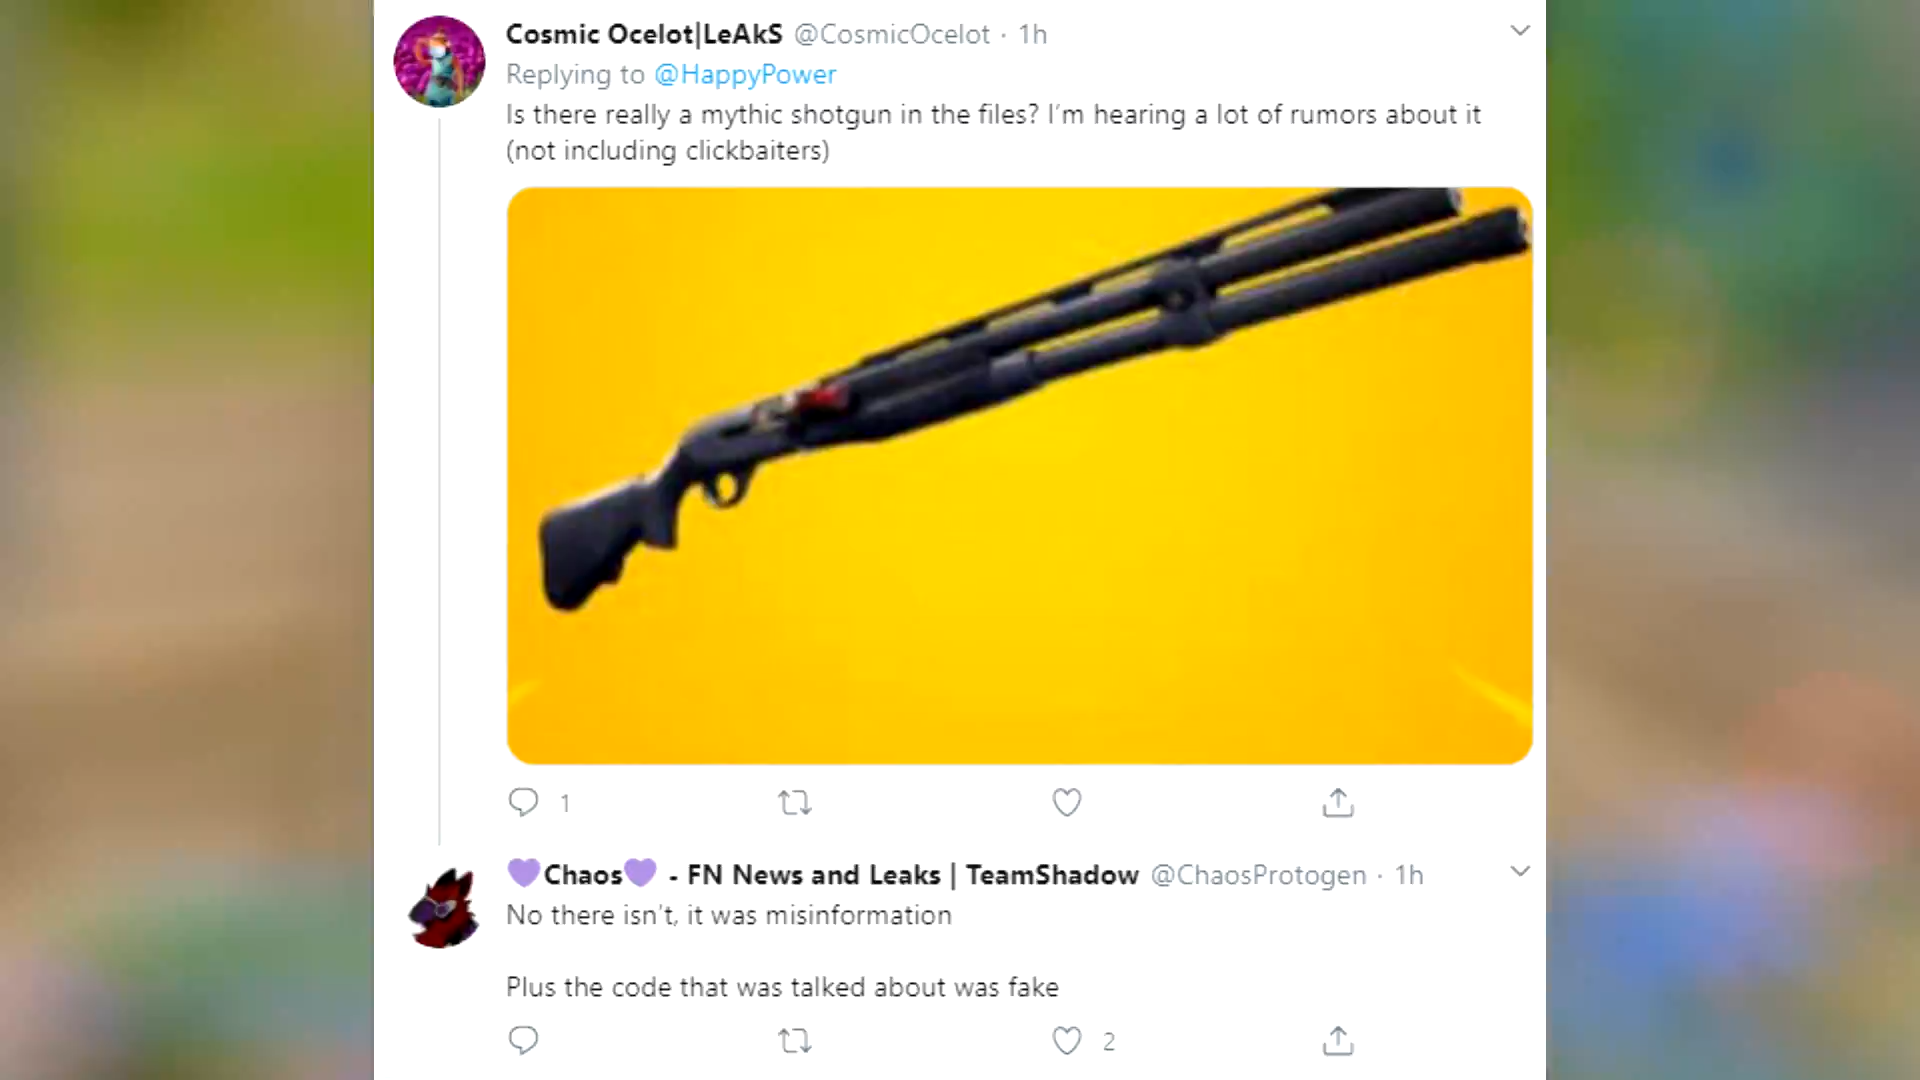 Cosmic Ocelot|LeAkS @CosmicOcelot · 1h
Replying to @HappyPower
Is there really a mythic shotgun in the files? I'm hearing a lot of rumors about it
(not including clickbaiters)
1
💜Chaos💜 - FN News and Leaks | TeamShadow @ChaosProtogen · 1h
No there isn't, it was misinformation
Plus the code that was talked about was fake
2